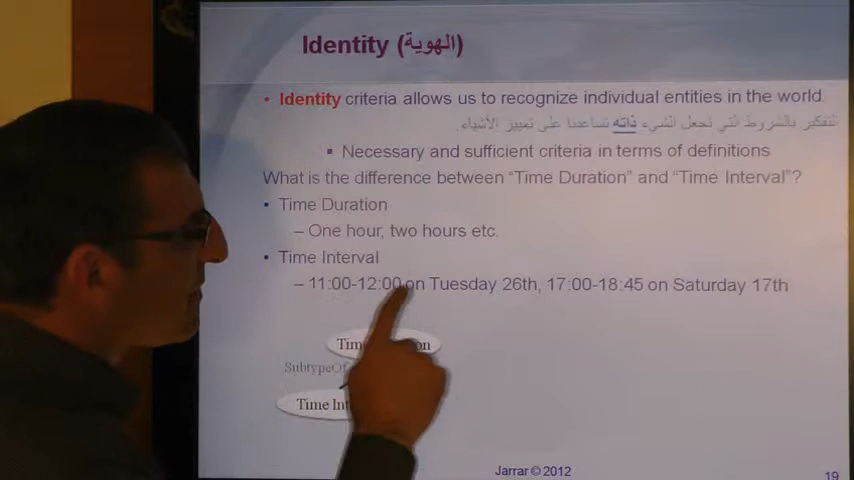 Identity (الهوية)
• Identity criteria allows us to recognize individual entities in the world.
لتفكير بالشروط التي تجعل الشيء ذاته تساعدنا على تمييز الأشياء.
▪ Necessary and sufficient criteria in terms of definitions
What is the difference between “Time Duration” and “Time Interval”?
• Time Duration
– One hour, two hours etc.
• Time Interval
– 11:00-12:00 on Tuesday 26th, 17:00-18:45 on Saturday 17th
SubtypeOf
Jarrar © 2012
19